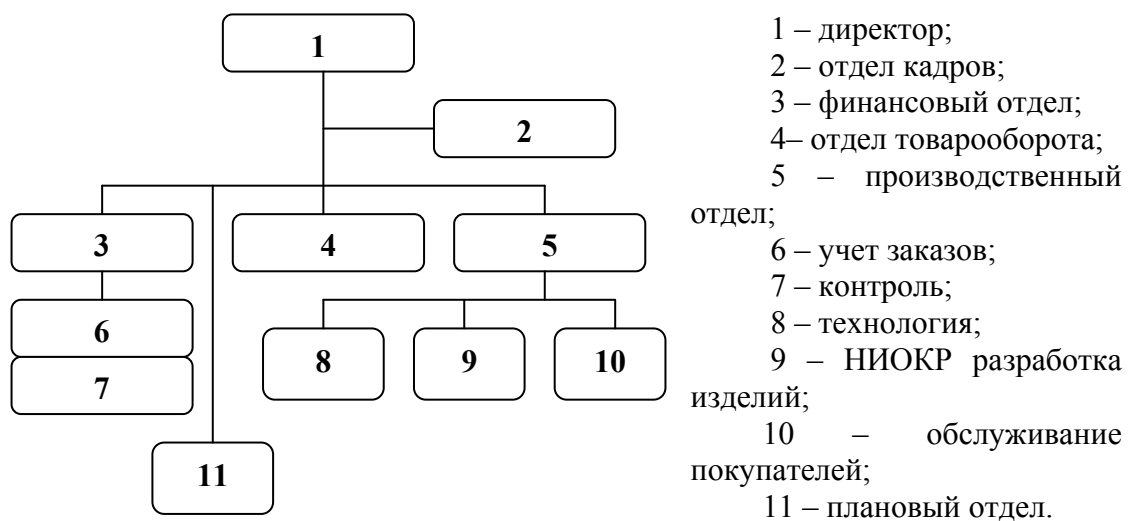 1
2
3
4
5
6
7
8
9
10
11
1 – директор;
2 – отдел кадров;
3 – финансовый отдел;
4– отдел товарооборота;
5 – производственный
отдел;
6 – учет заказов;
7 – контроль;
8 – технология;
9 – НИОКР разработка
изделий;
10 – обслуживание
покупателей;
11 – плановый отдел.